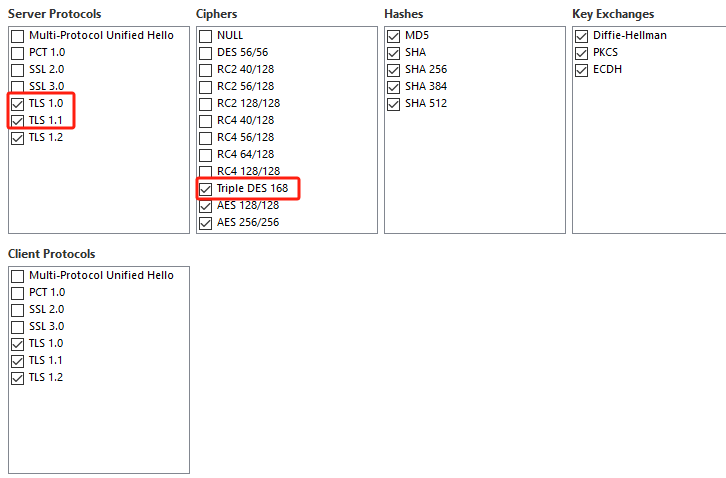 Server Protocols
Multi-Protocol Unified Hello
PCT 1.0
SSL 2.0
SSL 3.0
TLS 1.0
TLS 1.1
TLS 1.2
Ciphers
NULL
DES 56/56
RC2 40/128
RC2 56/128
RC2 128/128
RC4 40/128
RC4 56/128
RC4 64/128
RC4 128/128
Triple DES 168
AES 128/128
AES 256/256
Hashes
MD5
SHA
SHA 256
SHA 384
SHA 512
Key Exchanges
Diffie-Hellman
PKCS
ECDH
Client Protocols
Multi-Protocol Unified Hello
PCT 1.0
SSL 2.0
SSL 3.0
TLS 1.0
TLS 1.1
TLS 1.2